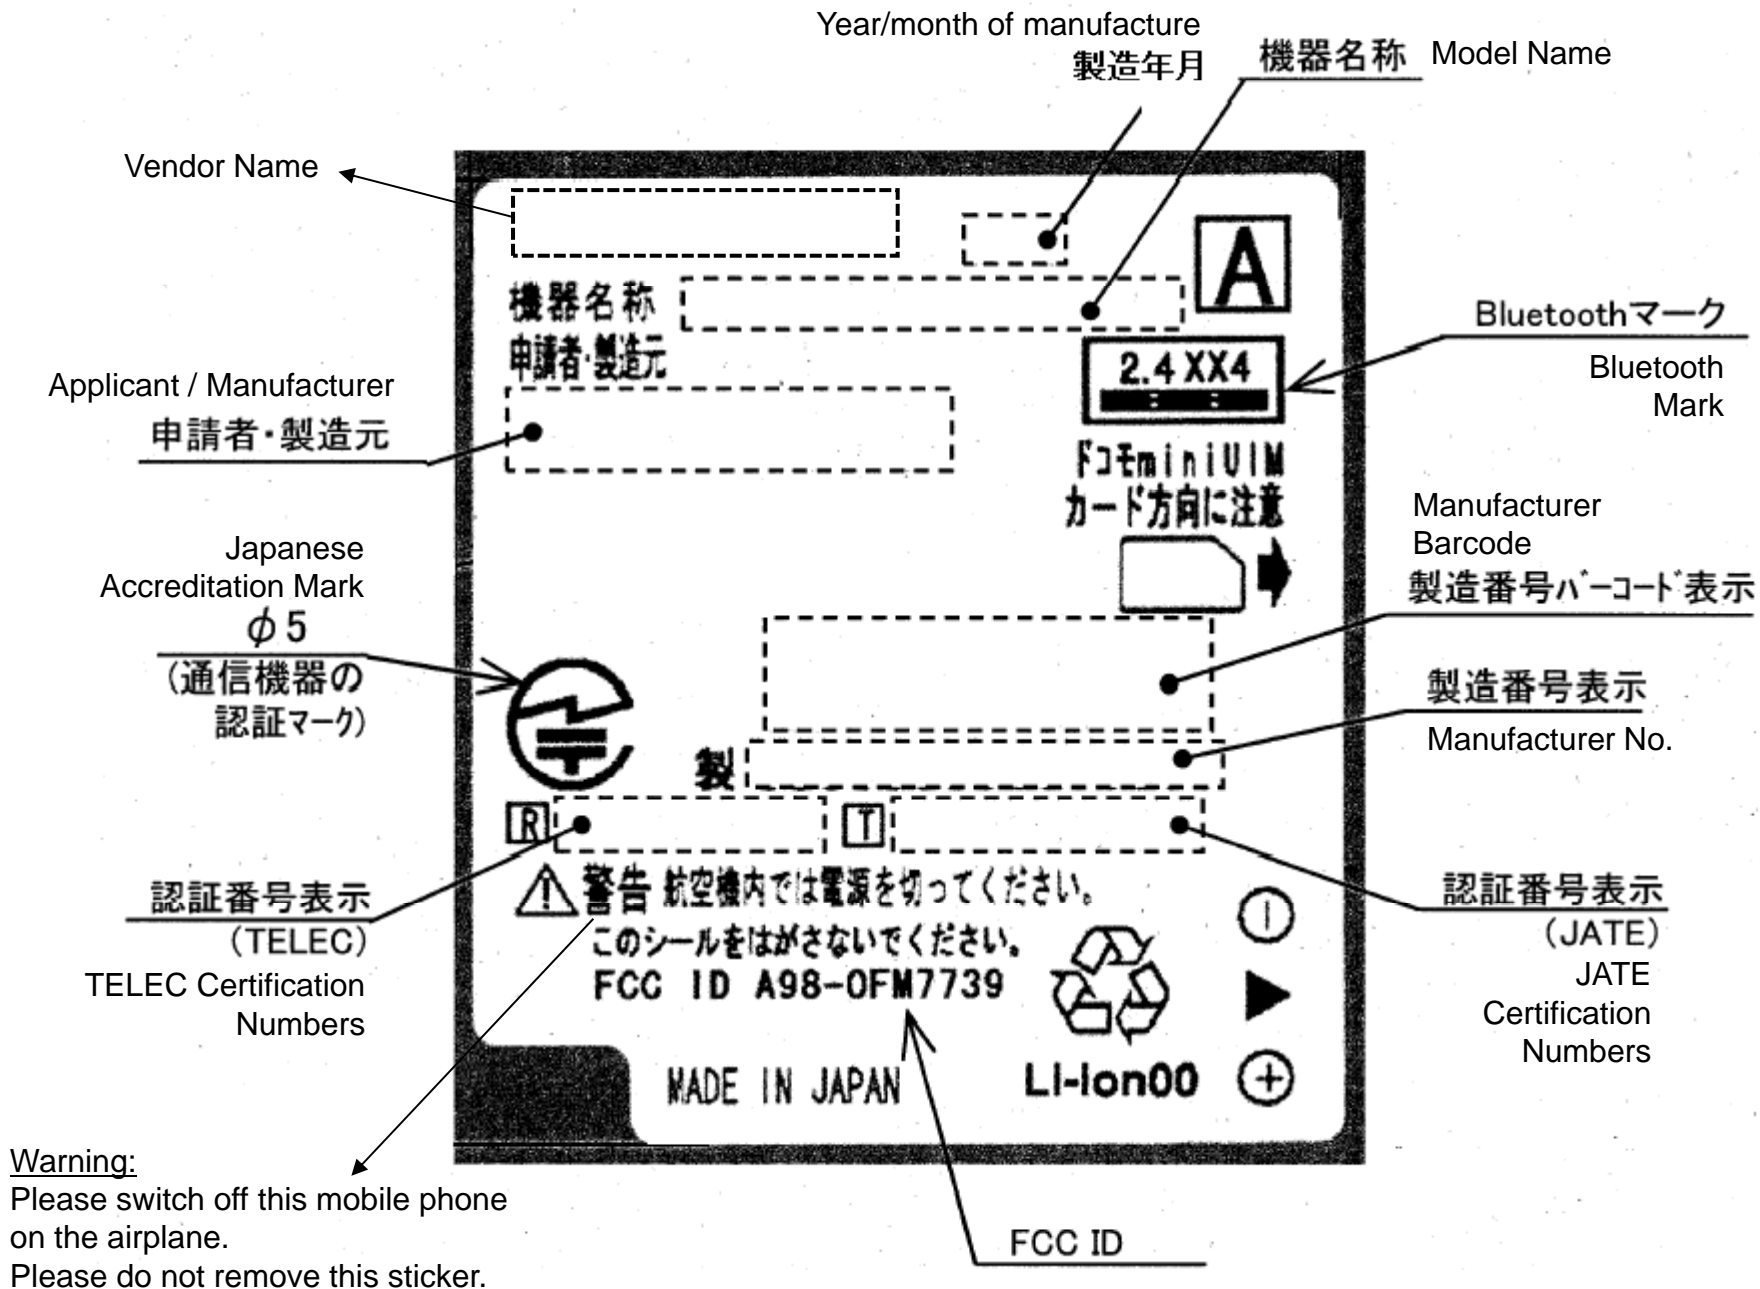 Year/month of manufacture
製造年月
機器名称 Model Name
Vendor Name
A
機器名称
申請者・製造元
2.4 XX4
Bluetoothマーク
Bluetooth
Mark
Applicant / Manufacturer
申請者・製造元
ドコモminiUIM
カード方向に注意
Manufacturer
Barcode
製造番号バーコード表示
Japanese
Accreditation Mark
φ5
(通信機器の
認証マーク)
製造番号表示
Manufacturer No.
製
R
T
警告 航空機内では電源を切ってください。
このシールをはがさないでください。
FCC ID A98-OFM7739
認証番号表示
(TELEC)
TELEC Certification
Numbers
認証番号表示
(JATE)
JATE
Certification
Numbers
MADE IN JAPAN
LI-Ion00
Warning:
Please switch off this mobile phone
on the airplane.
Please do not remove this sticker.
FCC ID